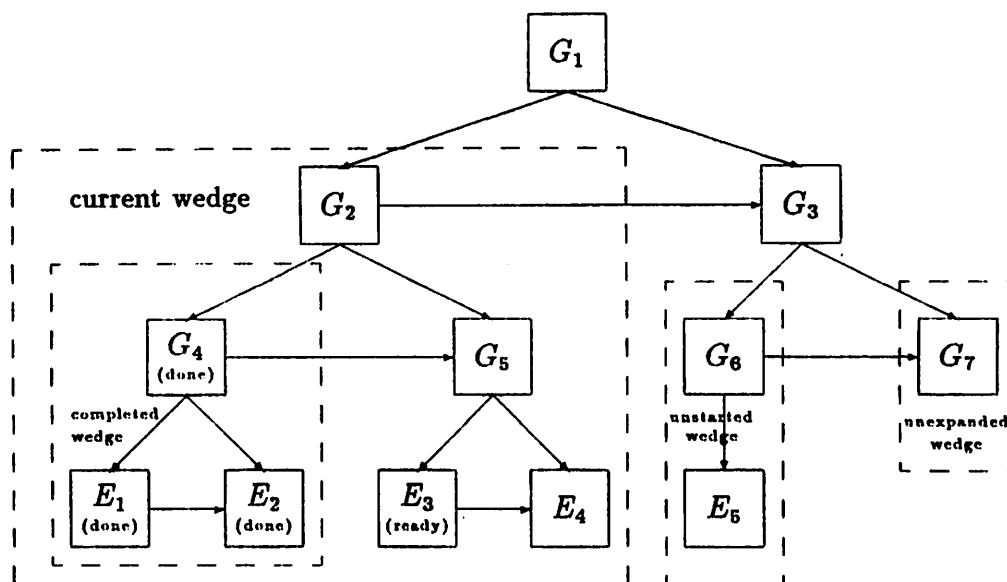 G₁
current wedge
G₂
G₃
G₄
(done)
G₅
G₆
G₇
completed
wedge
unstarted
wedge
unexpanded
wedge
E₁
(done)
E₂
(done)
E₃
(ready)
E₄
E₅